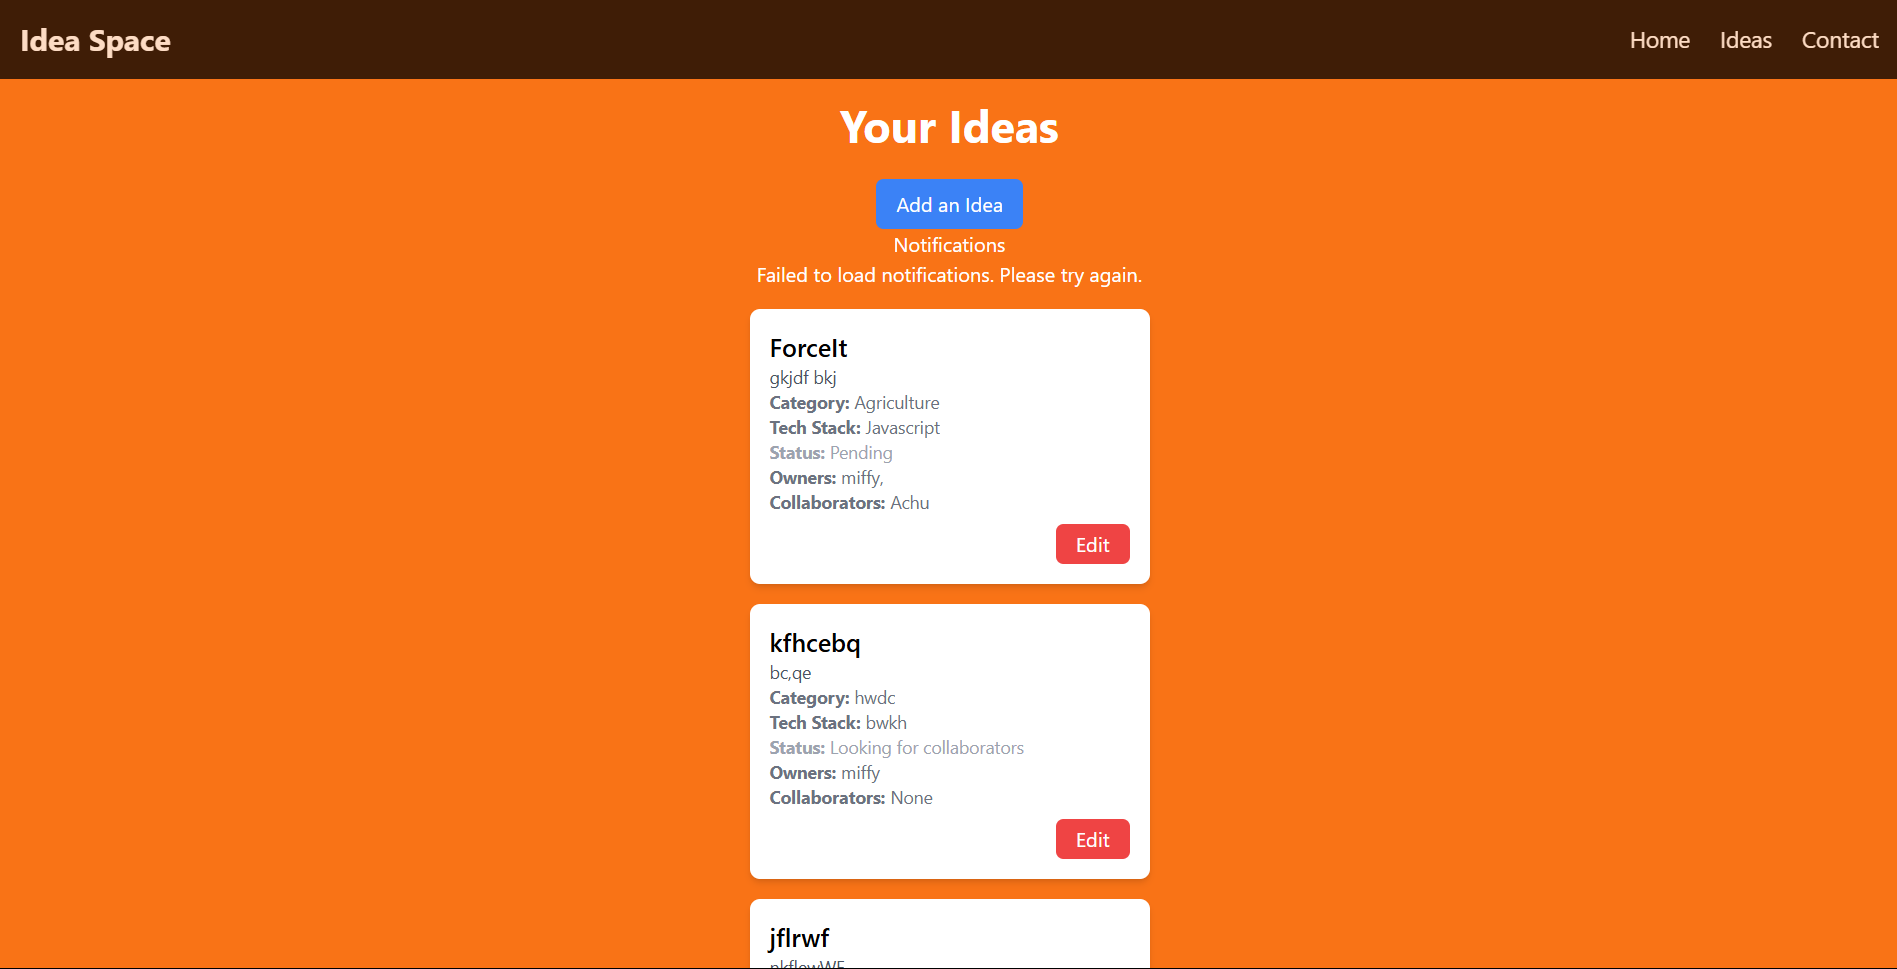 Idea Space
Home Ideas Contact
Your Ideas
Add an Idea
Notifications
Failed to load notifications. Please try again.
ForceIt
gkjdf bkj
Category: Agriculture
Tech Stack: Javascript
Status: Pending
Owners: miffy,
Collaborators: Achu
Edit
kfhcebq
bc,qe
Category: hwdc
Tech Stack: bwkh
Status: Looking for collaborators
Owners: miffy
Collaborators: None
Edit
jflrwf